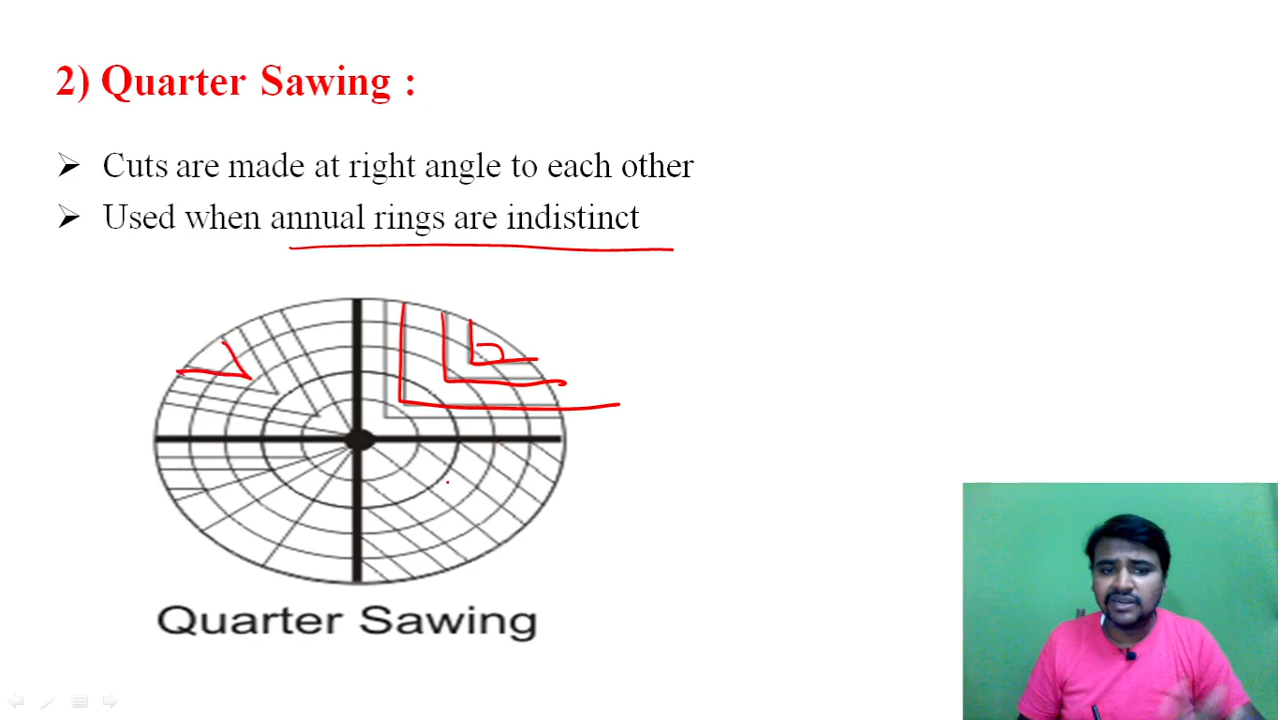 2) Quarter Sawing :
➢ Cuts are made at right angle to each other
➢ Used when annual rings are indistinct
Quarter Sawing